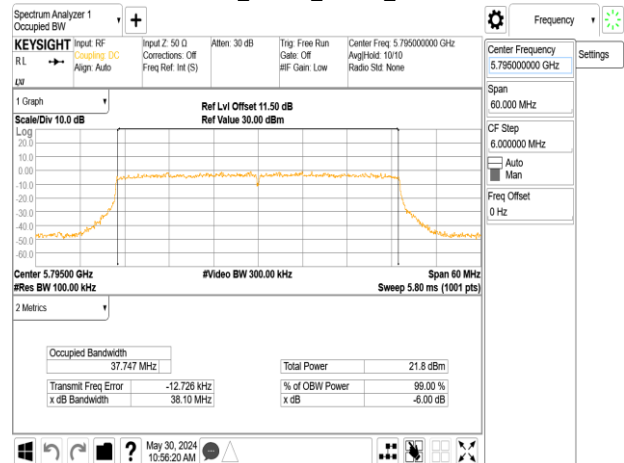 Spectrum Analyzer 1
Occupied BW
Frequency
KEYSIGHT
R L
LXI
Input: RF
Coupling: DC
Align: Auto
Input Z: 50 Ω
Corrections: Off
Freq Ref: Int (S)
Atten: 30 dB
Trig: Free Run
Gate: Off
#IF Gain: Low
Center Freq: 5.795000000 GHz
Avg|Hold: 10/10
Radio Std: None
Center Frequency
5.795000000 GHz
Settings
Span
60.000 MHz
CF Step
6.000000 MHz
Auto
Man
Freq Offset
0 Hz
1 Graph
Scale/Div 10.0 dB
Ref Lvl Offset 11.50 dB
Ref Value 30.00 dBm
Log
20.0
10.0
0.00
-10.0
-20.0
-30.0
-40.0
-50.0
-60.0
Center 5.79500 GHz
#Video BW 300.00 kHz
Span 60 MHz
#Res BW 100.00 kHz
Sweep 5.80 ms (1001 pts)
2 Metrics
Occupied Bandwidth
37.747 MHz
Total Power 21.8 dBm
Transmit Freq Error -12.726 kHz
% of OBW Power 99.00 %
x dB Bandwidth 38.10 MHz
x dB -6.00 dB
?
May 30, 2024
10:56:20 AM